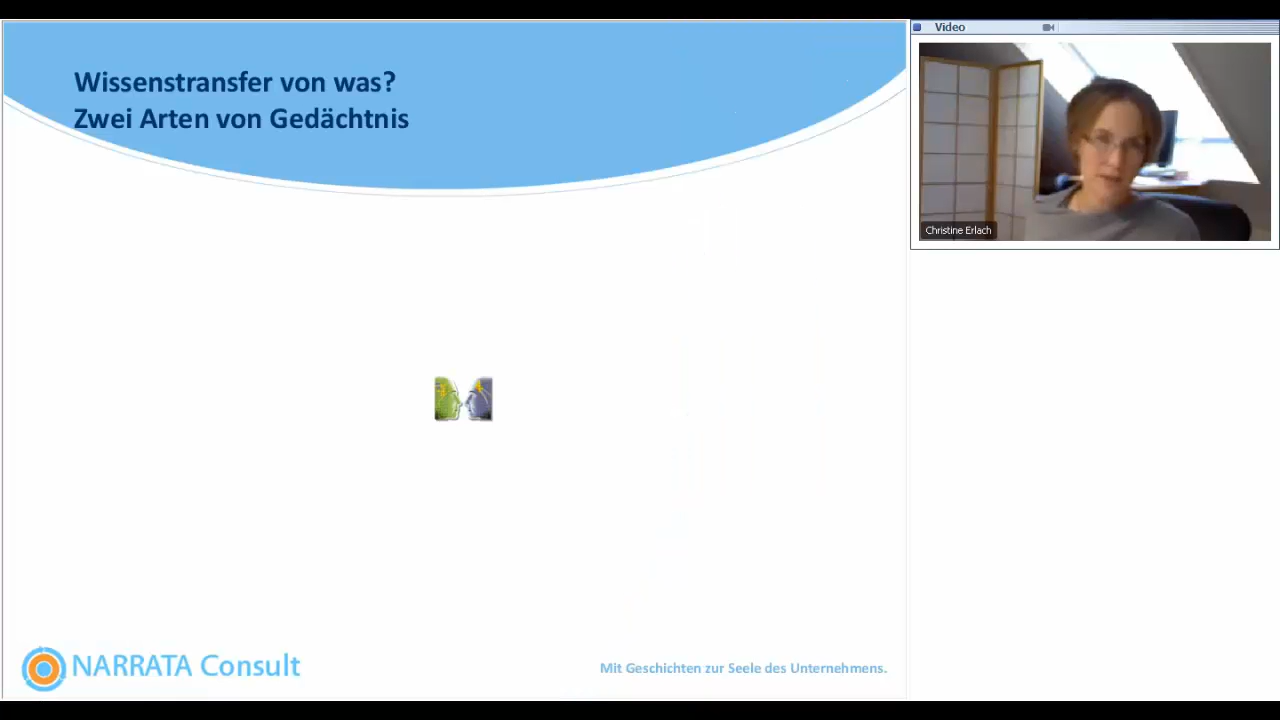 Wissenstransfer von was?
Zwei Arten von Gedächtnis
Video
Christine Erlach
NARRATA Consult
Mit Geschichten zur Seele des Unternehmens.